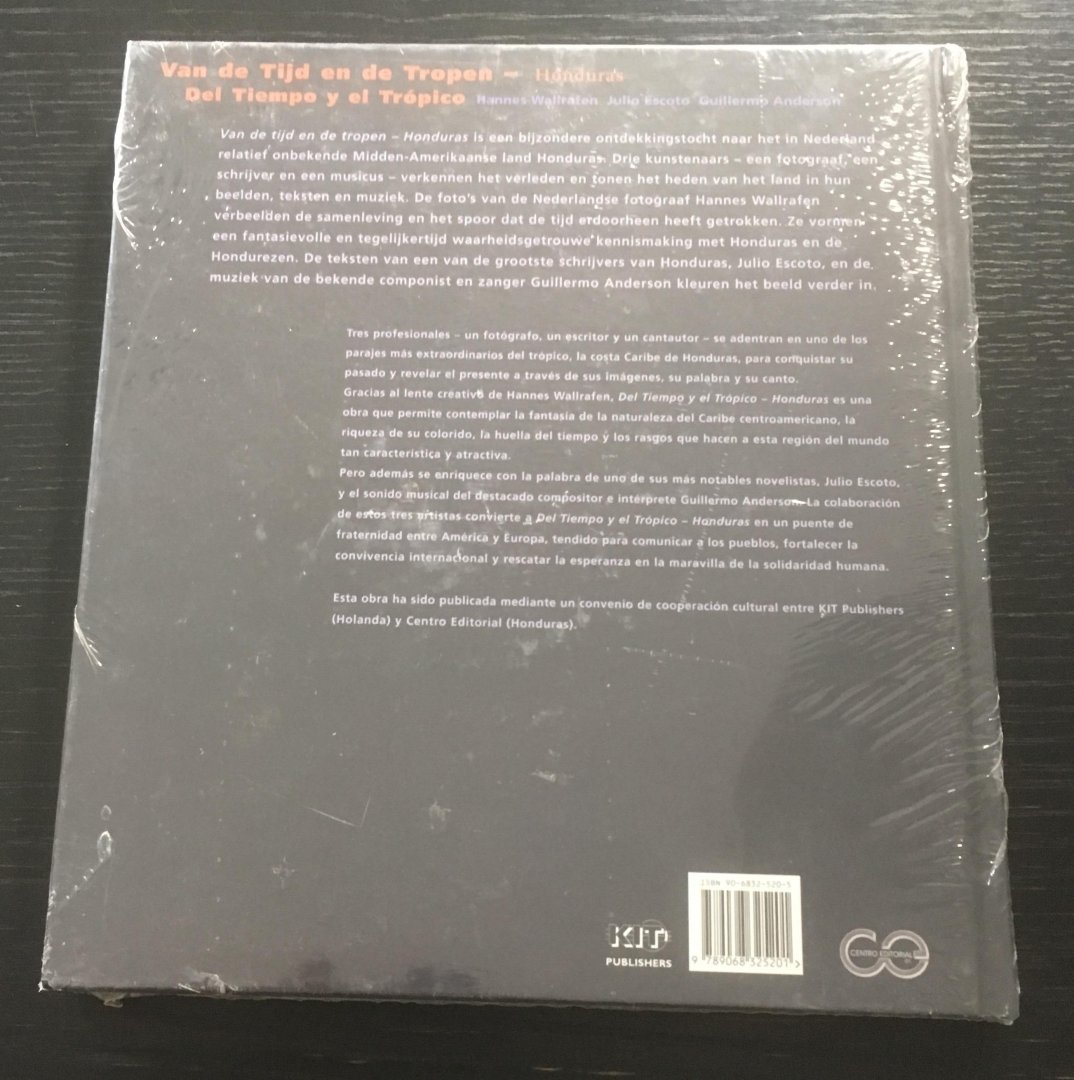 Van de Tijd en de Tropen – Honduras
Del Tiempo y el Trópico Hannes Wallrafen Julio Escoto Guillermo Anderson
Van de tijd en de tropen – Honduras is een bijzondere ontdekkingstocht naar het in Nederland
relatief onbekende Midden-Amerikaanse land Honduras. Drie kunstenaars – een fotograaf, een
schrijver en een musicus – verkennen het verleden en tonen het heden van het land in hun
beelden, teksten en muziek. De foto's van de Nederlandse fotograaf Hannes Wallrafen
verbeelden de samenleving en het spoor dat de tijd erdoorheen heeft getrokken. Ze vormen
een fantasievolle en tegelijkertijd waarheidsgetrouwe kennismaking met Honduras en de
Hondurezen. De teksten van een van de grootste schrijvers van Honduras, Julio Escoto, en de
muziek van de bekende componist en zanger Guillermo Anderson kleuren het beeld verder in.
Tres profesionales – un fotógrafo, un escritor y un cantautor – se adentran en uno de los
parajes más extraordinarios del trópico, la costa Caribe de Honduras, para conquistar su
pasado y revelar el presente a través de sus imágenes, su palabra y su canto.
Gracias al lente creativo de Hannes Wallrafen, Del Tiempo y el Trópico – Honduras es una
obra que permite contemplar la fantasía de la naturaleza del Caribe centroamericano, la
riqueza de su colorido, la huella del tiempo y los rasgos que hacen a esta región del mundo
tan característica y atractiva.
Pero además se enriquece con la palabra de uno de sus más notables novelistas, Julio Escoto,
y el sonido musical del destacado compositor e intérprete Guillermo Anderson. La colaboración
de estos tres artistas convierte a Del Tiempo y el Trópico – Honduras en un puente de
fraternidad entre América y Europa, tendido para comunicar a los pueblos, fortalecer la
convivencia internacional y rescatar la esperanza en la maravilla de la solidaridad humana.
Esta obra ha sido publicada mediante un convenio de cooperación cultural entre KIT Publishers
(Holanda) y Centro Editorial (Honduras).
ISBN 90-6832-520-5
KIT
PUBLISHERS
9 789068 325201 >
CENTRO EDITORIAL